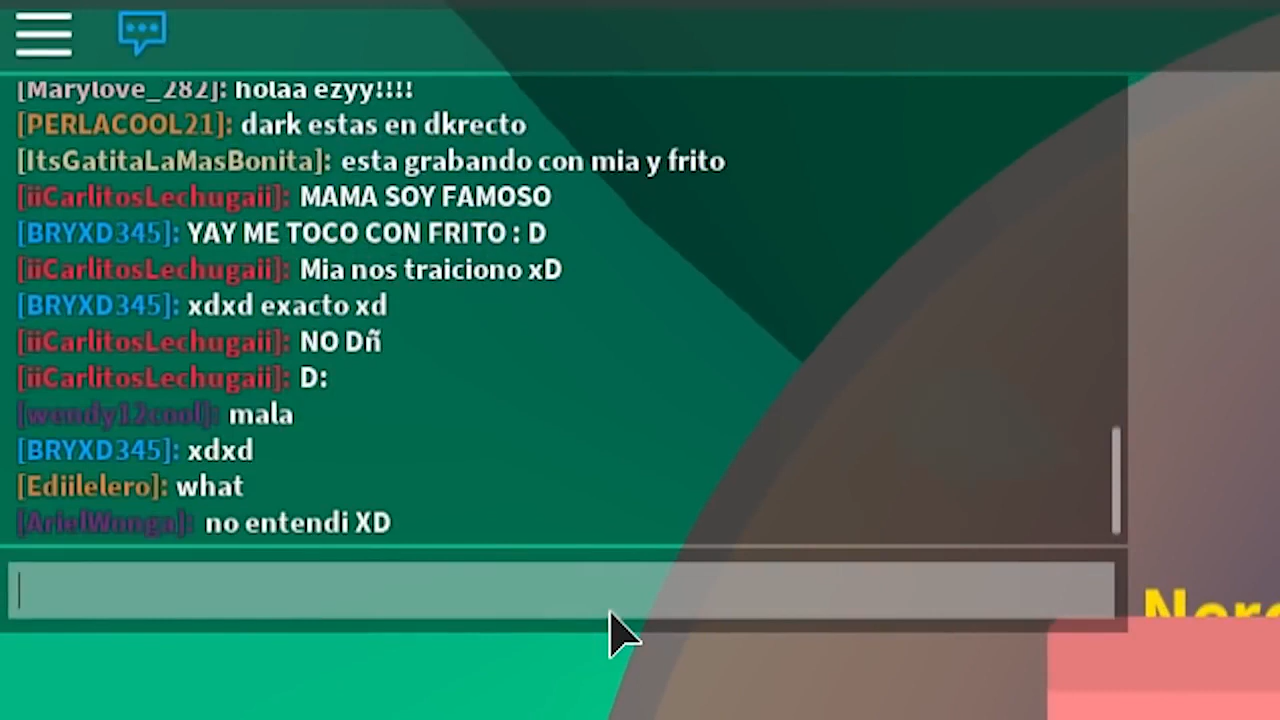 [Marylove_282]: holaa ezyy!!!!
[PERLACOOL21]: dark estas en dkrecto
[ItsGatitaLaMasBonita]: esta grabando con mia y frito
[iiCarlitosLechugaii]: MAMA SOY FAMOSO
[BRYXD345]: YAY ME TOCO CON FRITO : D
[iiCarlitosLechugaii]: Mia nos traiciono xD
[BRYXD345]: xdxd exacto xd
[iiCarlitosLechugaii]: NO Dñ
[iiCarlitosLechugaii]: D:
[wendy12cool]: mala
[BRYXD345]: xdxd
[Ediilelero]: what
[ArielWonga]: no entendi XD